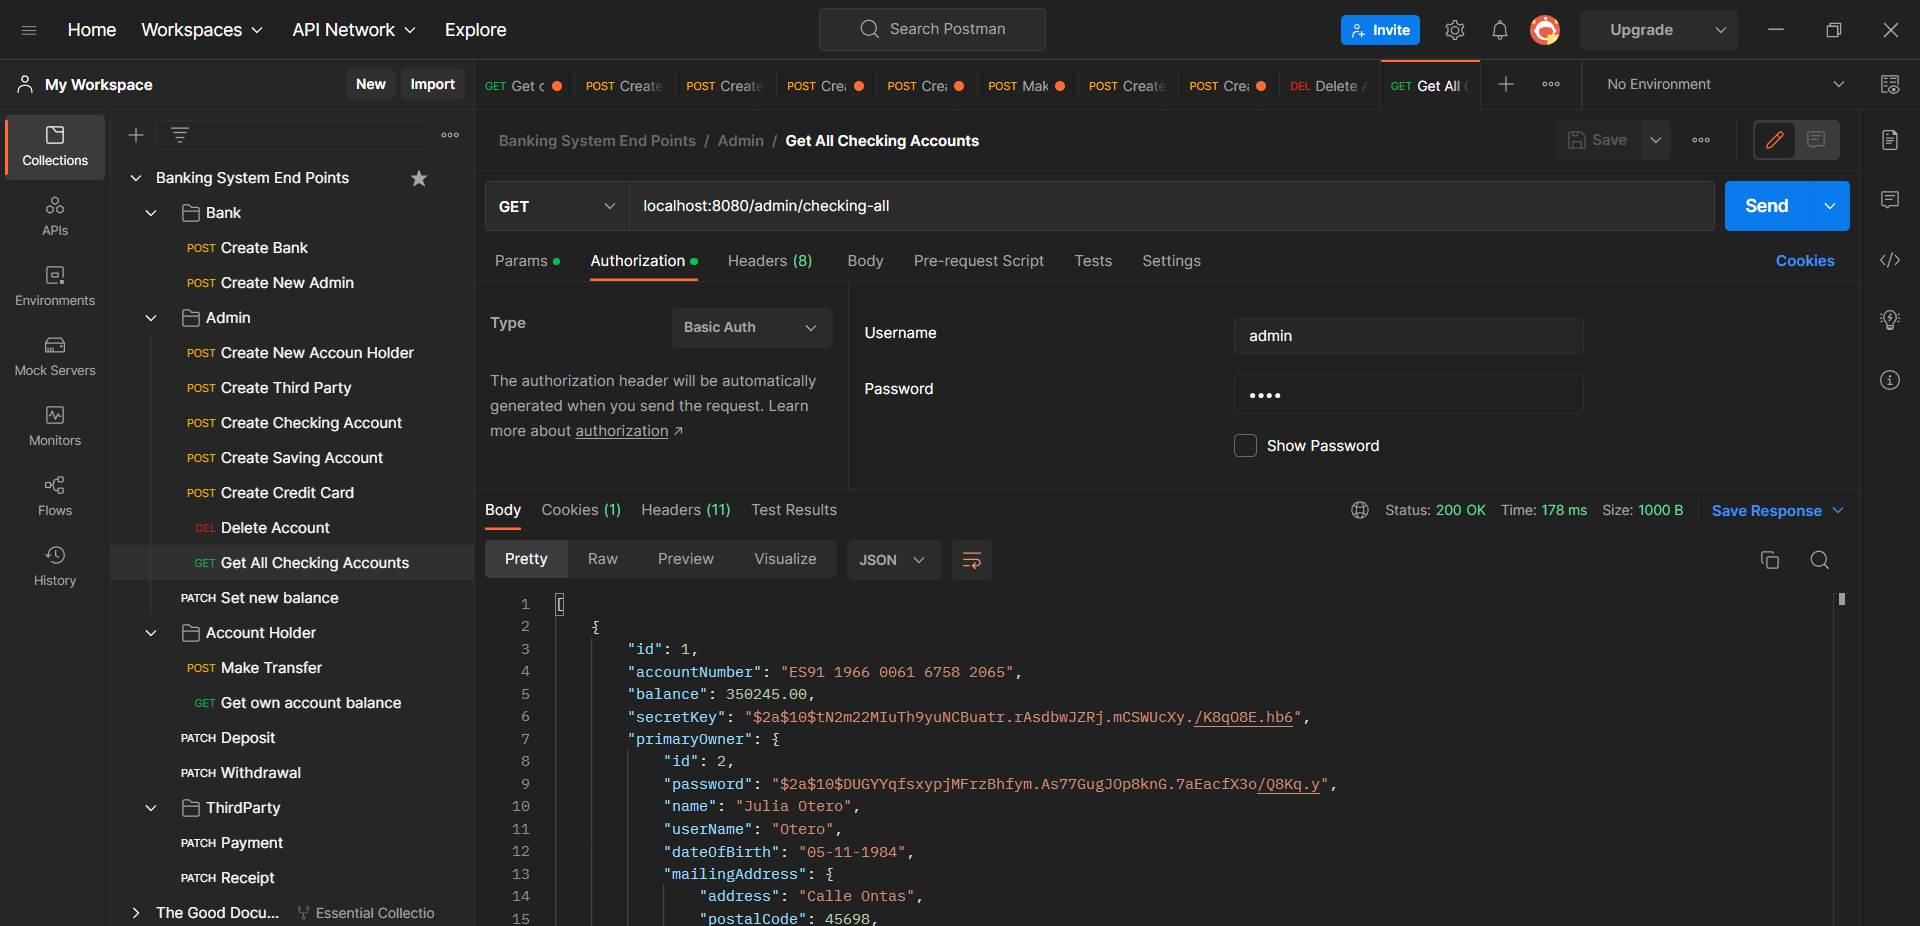 Home Workspaces API Network Explore Search Postman Invite Upgrade
My Workspace New Import
GET Get c POST Create POST Create POST Crea POST Crea POST Mak POST Create POST Crea DEL Delete A GET Get All C No Environment
Collections
APIs
Environments
Mock Servers
Monitors
Flows
History
Banking System End Points
Bank
POST Create Bank
POST Create New Admin
Admin
POST Create New Accoun Holder
POST Create Third Party
POST Create Checking Account
POST Create Saving Account
POST Create Credit Card
DEL Delete Account
GET Get All Checking Accounts
PATCH Set new balance
Account Holder
POST Make Transfer
GET Get own account balance
PATCH Deposit
PATCH Withdrawal
ThirdParty
PATCH Payment
PATCH Receipt
The Good Docu... Essential Collectio
Banking System End Points / Admin / Get All Checking Accounts Save
GET localhost:8080/admin/checking-all Send
Params Authorization Headers (8) Body Pre-request Script Tests Settings Cookies
Type Basic Auth
The authorization header will be automatically
generated when you send the request. Learn
more about authorization ↗
Username admin
Password ••••
Show Password
Body Cookies (1) Headers (11) Test Results Status: 200 OK Time: 178 ms Size: 1000 B Save Response
Pretty Raw Preview Visualize JSON
1 [
2 {
3 "id": 1,
4 "accountNumber": "ES91 1966 0061 6758 2065",
5 "balance": 350245.00,
6 "secretKey": "$2a$10$tN2m22MIuTh9yuNCBuatr.rAsdbwJZRj.mCSWUcXy./K8qO8E.hb6",
7 "primaryOwner": {
8 "id": 2,
9 "password": "$2a$10$DUGYYqfsxypjMFrzBhfym.As77GugJOp8knG.7aEacfX3o/Q8Kq.y",
10 "name": "Julia Otero",
11 "userName": "Otero",
12 "dateOfBirth": "05-11-1984",
13 "mailingAddress": {
14 "address": "Calle Ontas",
15 "postalCode": 45698,